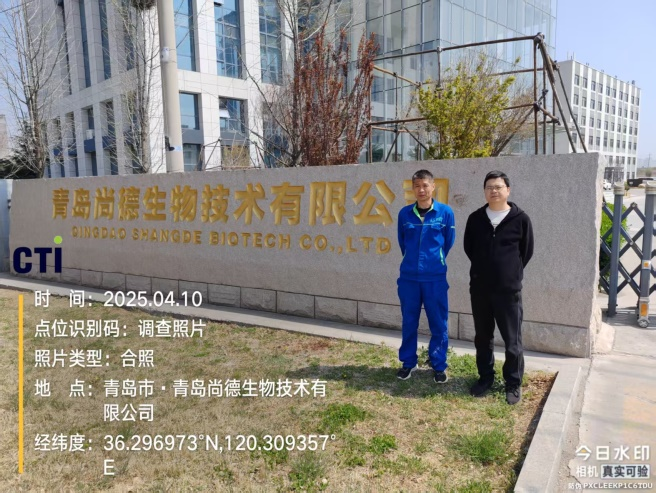 青岛尚德生物技术有限公司
QINGDAO SHANGDE BIOTECH CO.,LTD
CTI
时 间：2025.04.10
点位识别码：调查照片
照片类型：合照
地 点：青岛市·青岛尚德生物技术有
限公司
经纬度：36.296973°N,120.309357°
E
今日水印
相机 真实可验
防伪 PXCLEEKP1C6TDU